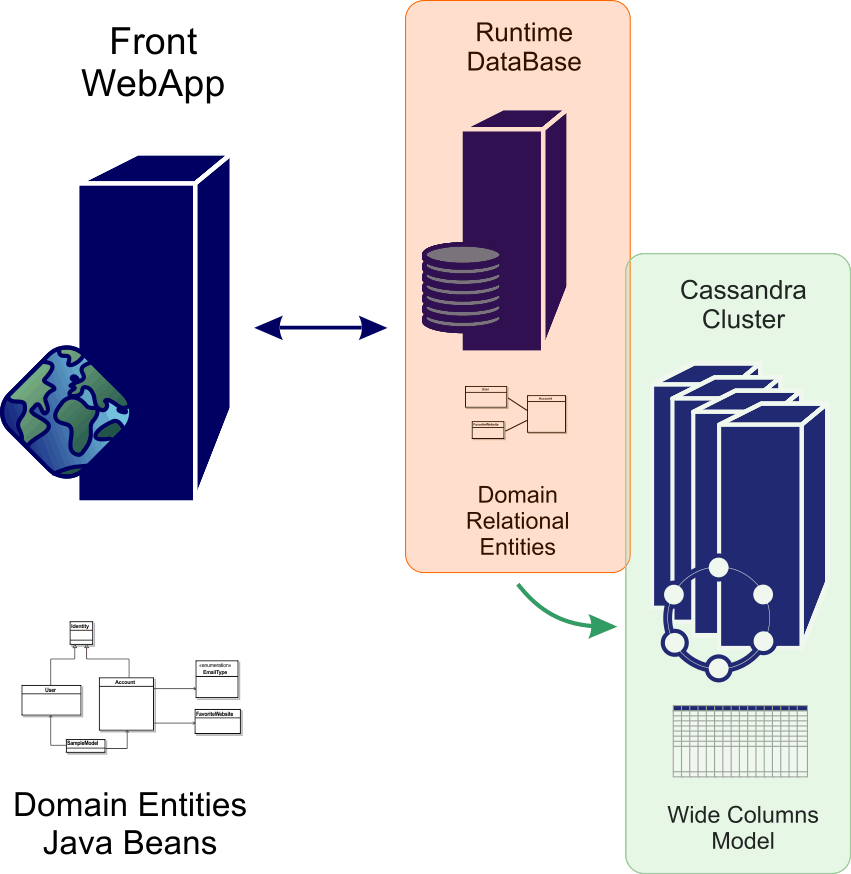 Front
WebApp
Runtime
DataBase
Cassandra
Cluster
User
Account
FavoriteWebsite
Domain
Relational
Entities
Identity
User
Account
«enumeration»
EmailType
FavoriteWebsite
SampleModel
Domain Entities
Java Beans
Wide Columns
Model